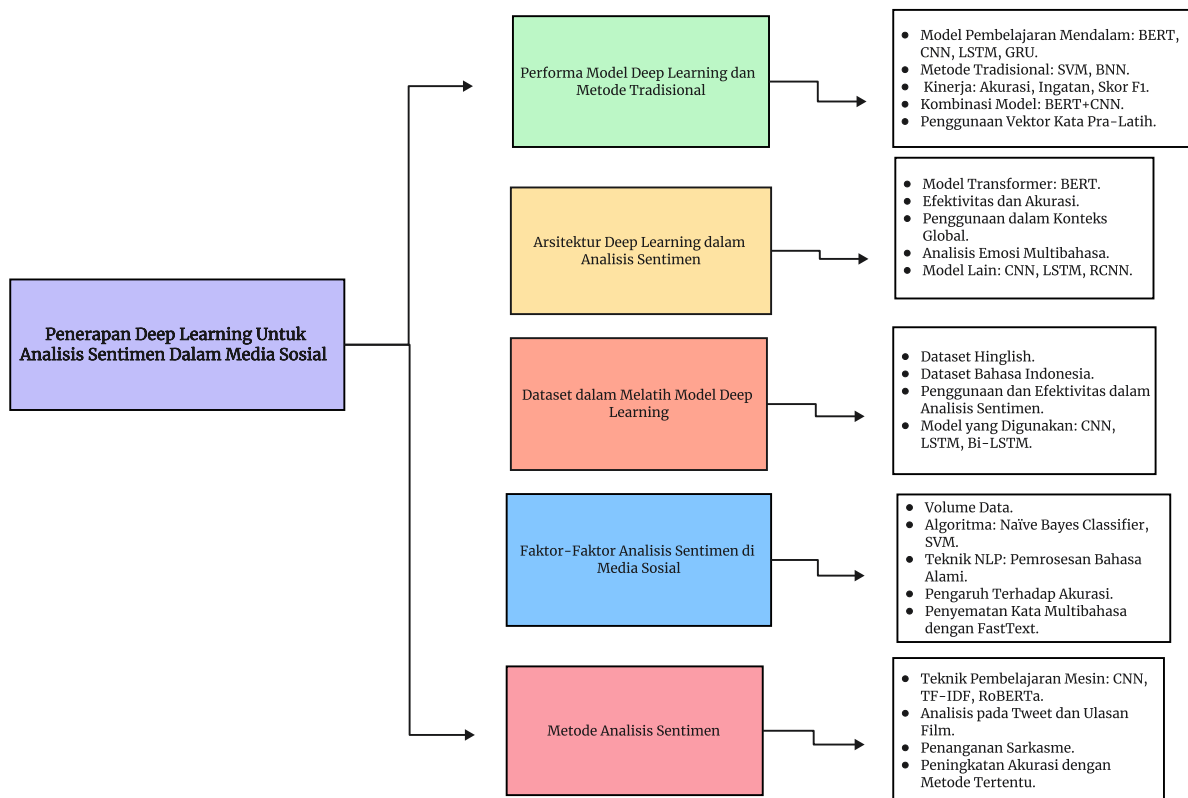 Penerapan Deep Learning Untuk
Analisis Sentimen Dalam Media Sosial
Performa Model Deep Learning dan
Metode Tradisional
● Model Pembelajaran Mendalam: BERT,
CNN, LSTM, GRU.
● Metode Tradisional: SVM, BNN.
● Kinerja: Akurasi, Ingatan, Skor F1.
● Kombinasi Model: BERT+CNN.
● Penggunaan Vektor Kata Pra-Latih.
Arsitektur Deep Learning dalam
Analisis Sentimen
● Model Transformer: BERT.
● Efektivitas dan Akurasi.
● Penggunaan dalam Konteks
Global.
● Analisis Emosi Multibahasa.
● Model Lain: CNN, LSTM, RCNN.
Dataset dalam Melatih Model Deep
Learning
● Dataset Hinglish.
● Dataset Bahasa Indonesia.
● Penggunaan dan Efektivitas dalam
Analisis Sentimen.
● Model yang Digunakan: CNN,
LSTM, Bi-LSTM.
Faktor-Faktor Analisis Sentimen di
Media Sosial
● Volume Data.
● Algoritma: Naïve Bayes Classifier,
SVM.
● Teknik NLP: Pemrosesan Bahasa
Alami.
● Pengaruh Terhadap Akurasi.
● Penyematan Kata Multibahasa
dengan FastText.
Metode Analisis Sentimen
● Teknik Pembelajaran Mesin: CNN,
TF-IDF, RoBERTa.
● Analisis pada Tweet dan Ulasan
Film.
● Penanganan Sarkasme.
● Peningkatan Akurasi dengan
Metode Tertentu.